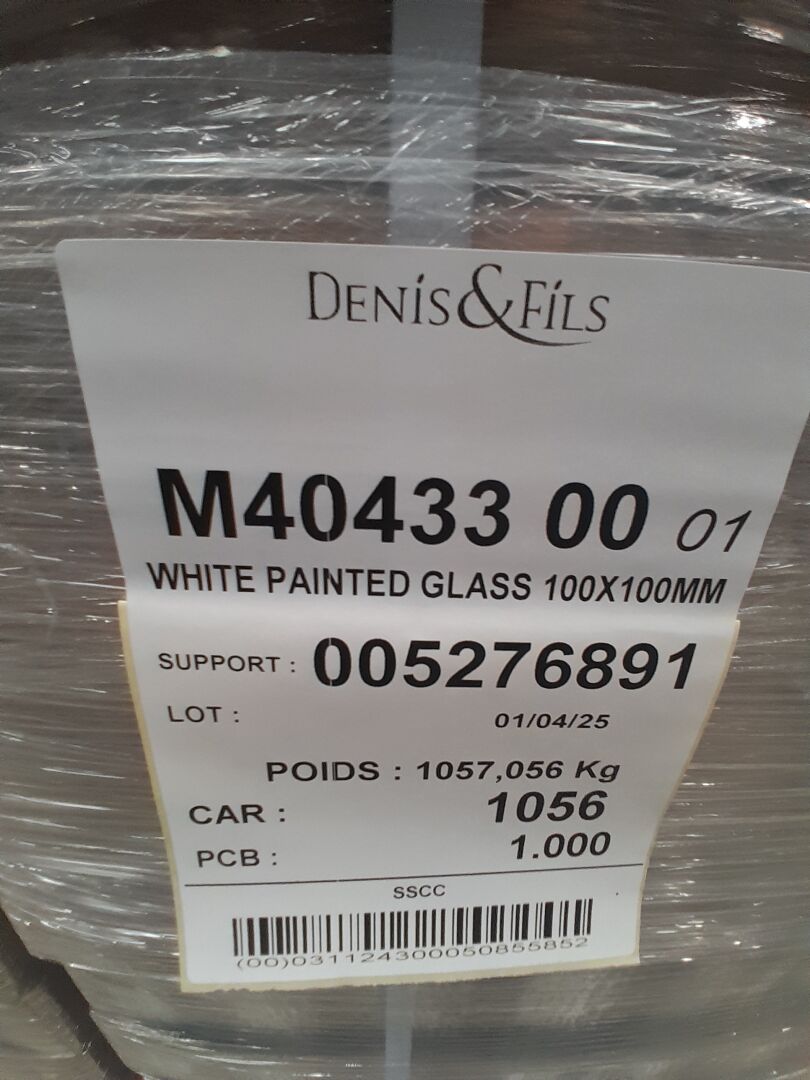 DENIS&FILS
M40433 00 01
WHITE PAINTED GLASS 100X100MM
SUPPORT : 005276891
LOT : 01/04/25
POIDS : 1057,056 Kg
CAR : 1056
PCB : 1.000
SSCC
(00)031124300050855852